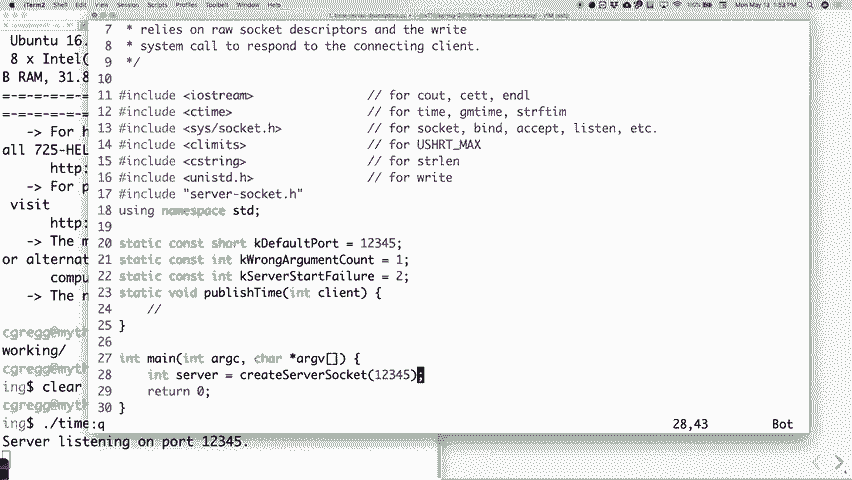 iTerm2 Shell Edit View Session Scripts Profiles Toolbelt Window Help
Mon May 13 1:53 PM
7 * relies on raw socket descriptors and the write
8 * system call to respond to the connecting client.
9 */
10
11 #include <iostream> // for cout, cett, endl
12 #include <ctime> // for time, gmtime, strftim
13 #include <sys/socket.h> // for socket, bind, accept, listen, etc.
14 #include <climits> // for USHRT_MAX
15 #include <cstring> // for strlen
16 #include <unistd.h> // for write
17 #include "server-socket.h"
18 using namespace std;
19
20 static const short kDefaultPort = 12345;
21 static const int kWrongArgumentCount = 1;
22 static const int kServerStartFailure = 2;
23 static void publishTime(int client) {
24 //
25 }
26
27 int main(int argc, char *argv[]) {
28 int server = createServerSocket(12345);
29 return 0;
30 }
:q 28,43 Bot
Ubuntu 16.
8 x Intel(
B RAM, 31.8
=-=-=-=-=-=
=-=-=-=-=-=
-> For h
all 725-HEL
http:
-> For p
visit
http:
-> The m
or alternat
compu
-> The n
cgregg@myth
working/
cgregg@myth
ing$ clear
cgregg@myth
ing$ ./time
Server listening on port 12345.